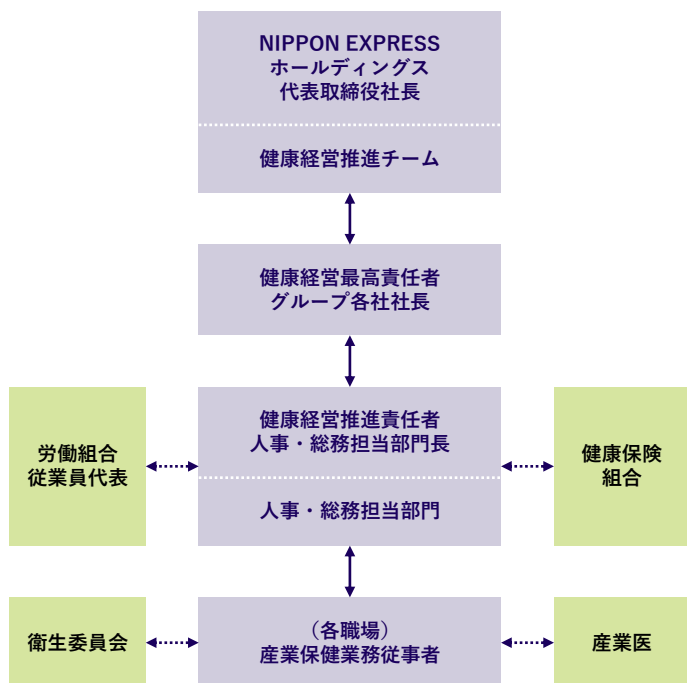 NIPPON EXPRESS
ホールディングス
代表取締役社長
健康経営推進チーム
健康経営最高責任者
グループ各社社長
労働組合
従業員代表
健康経営推進責任者
人事・総務担当部門長
人事・総務担当部門
健康保険
組合
衛生委員会
（各職場）
産業保健業務従事者
産業医